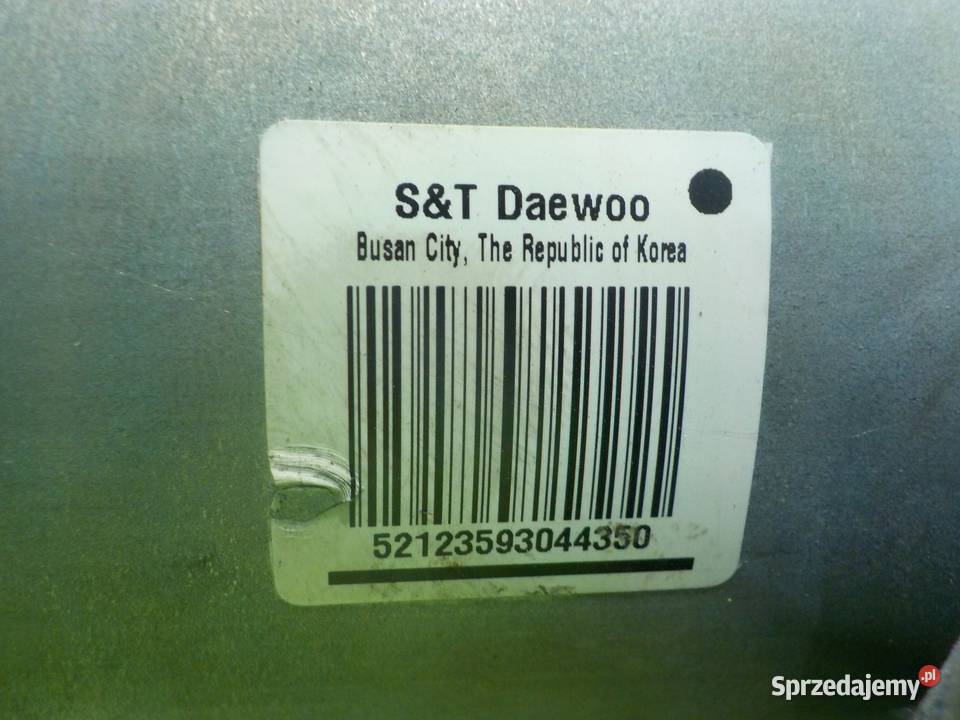 S&T Daewoo
Busan City, The Republic of Korea
52123593044350
Sprzedajemy.pl